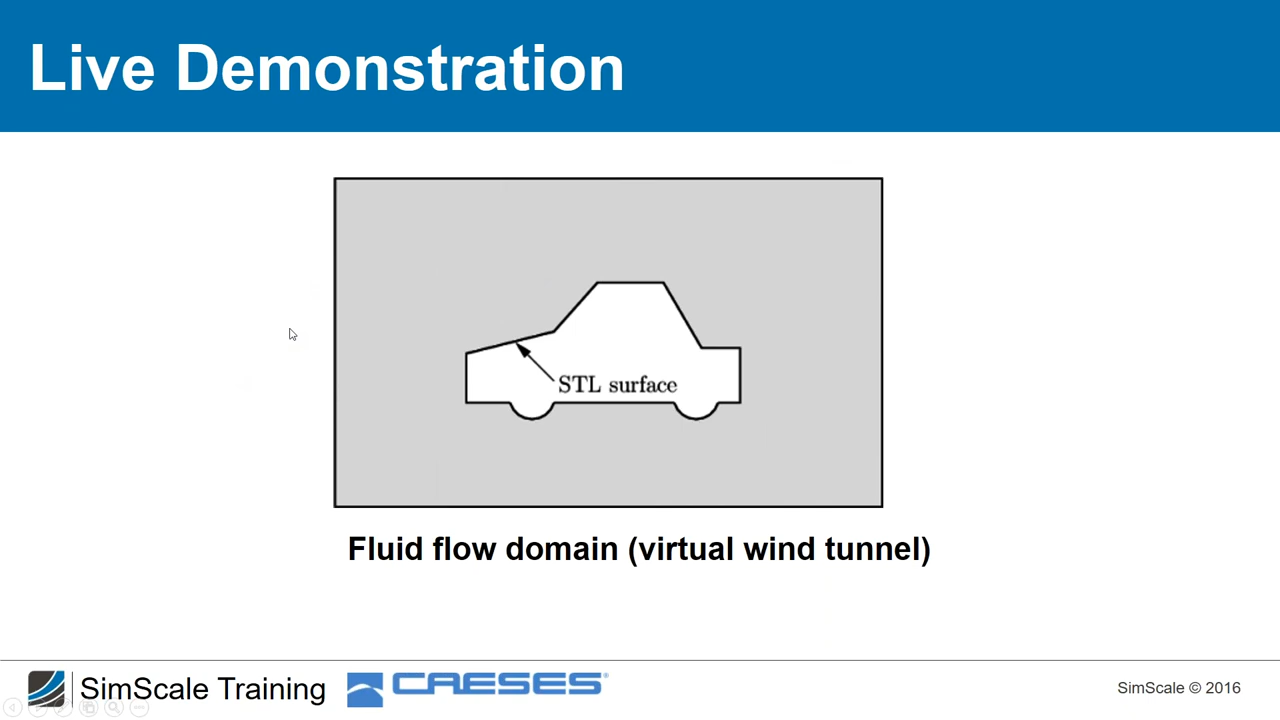 Live Demonstration
STL surface
Fluid flow domain (virtual wind tunnel)
SimScale Training
CAESES®
SimScale © 2016